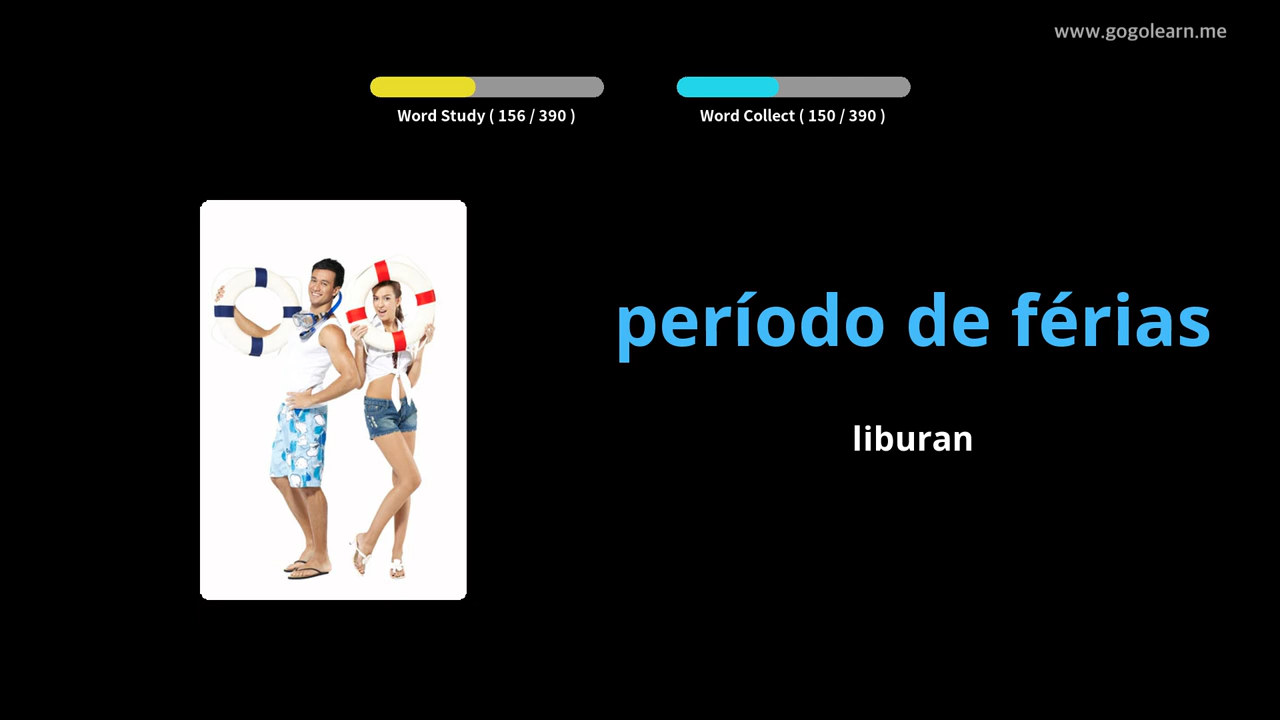 www.gogolearn.me
Word Study ( 156 / 390 )
Word Collect ( 150 / 390 )
período de férias
liburan